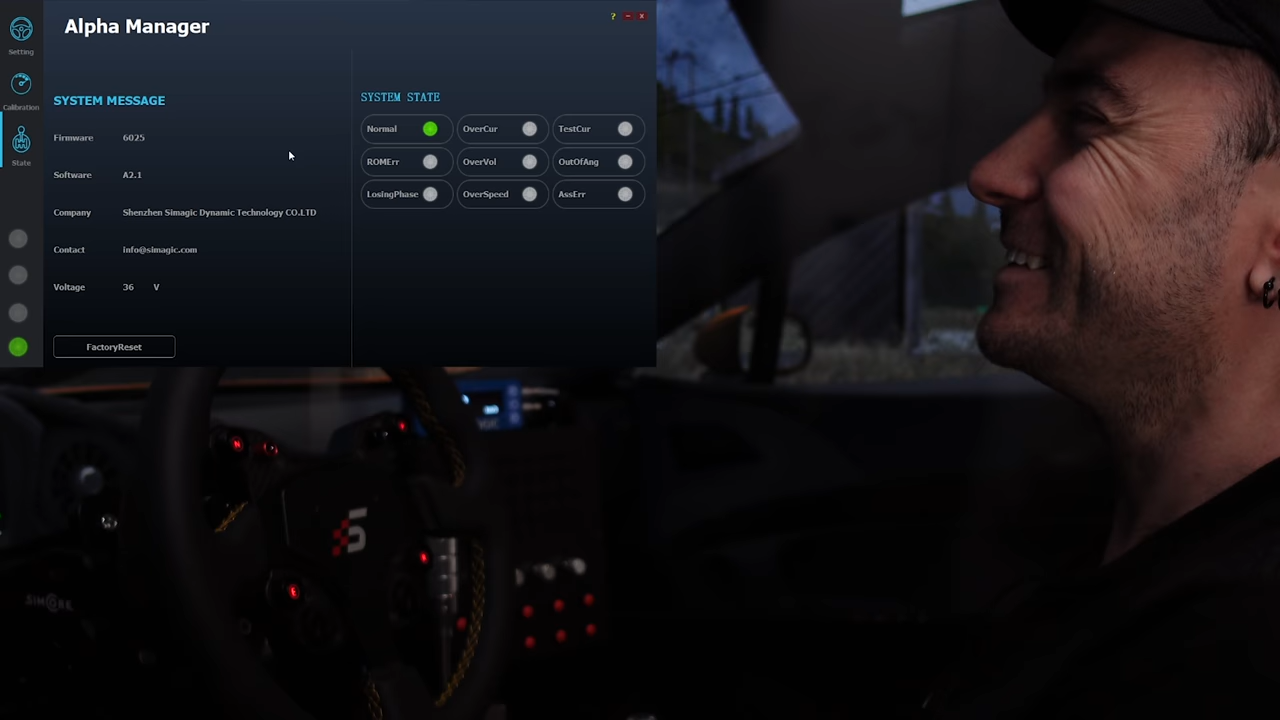 Alpha Manager
? – x
Setting
Calibration
State
SYSTEM MESSAGE
Firmware 6025
Software A2.1
Company Shenzhen Simagic Dynamic Technology CO.LTD
Contact info@simagic.com
Voltage 36 V
FactoryReset
SYSTEM STATE
Normal OverCur TestCur
ROMErr OverVol OutOfAng
LosingPhase OverSpeed AssErr
N